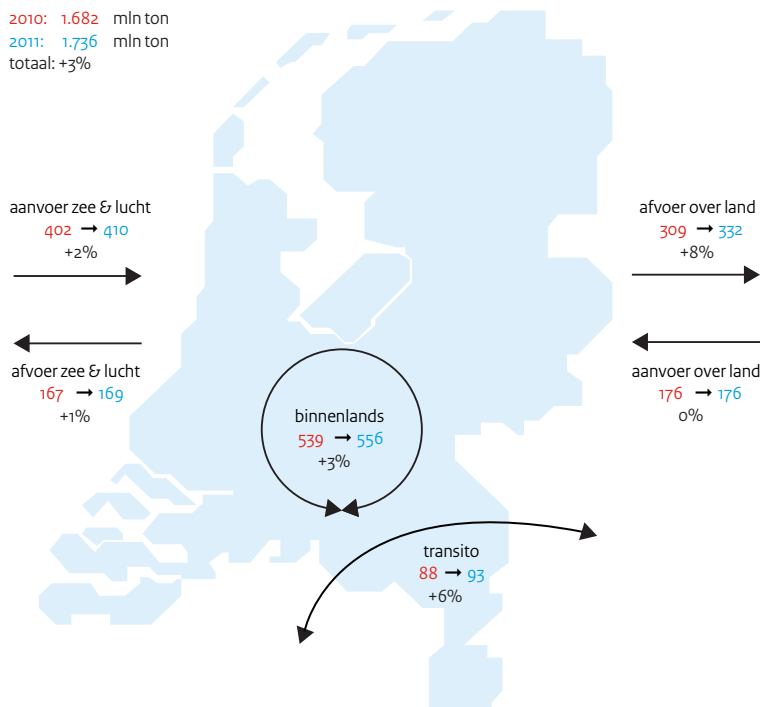 2010: 1.682 mln ton
2011: 1.736 mln ton
totaal: +3%
aanvoer zee & lucht
402 → 410
+2%
afvoer over land
309 → 332
+8%
afvoer zee & lucht
167 → 169
+1%
aanvoer over land
176 → 176
0%
binnenlands
539 → 556
+3%
transito
88 → 93
+6%